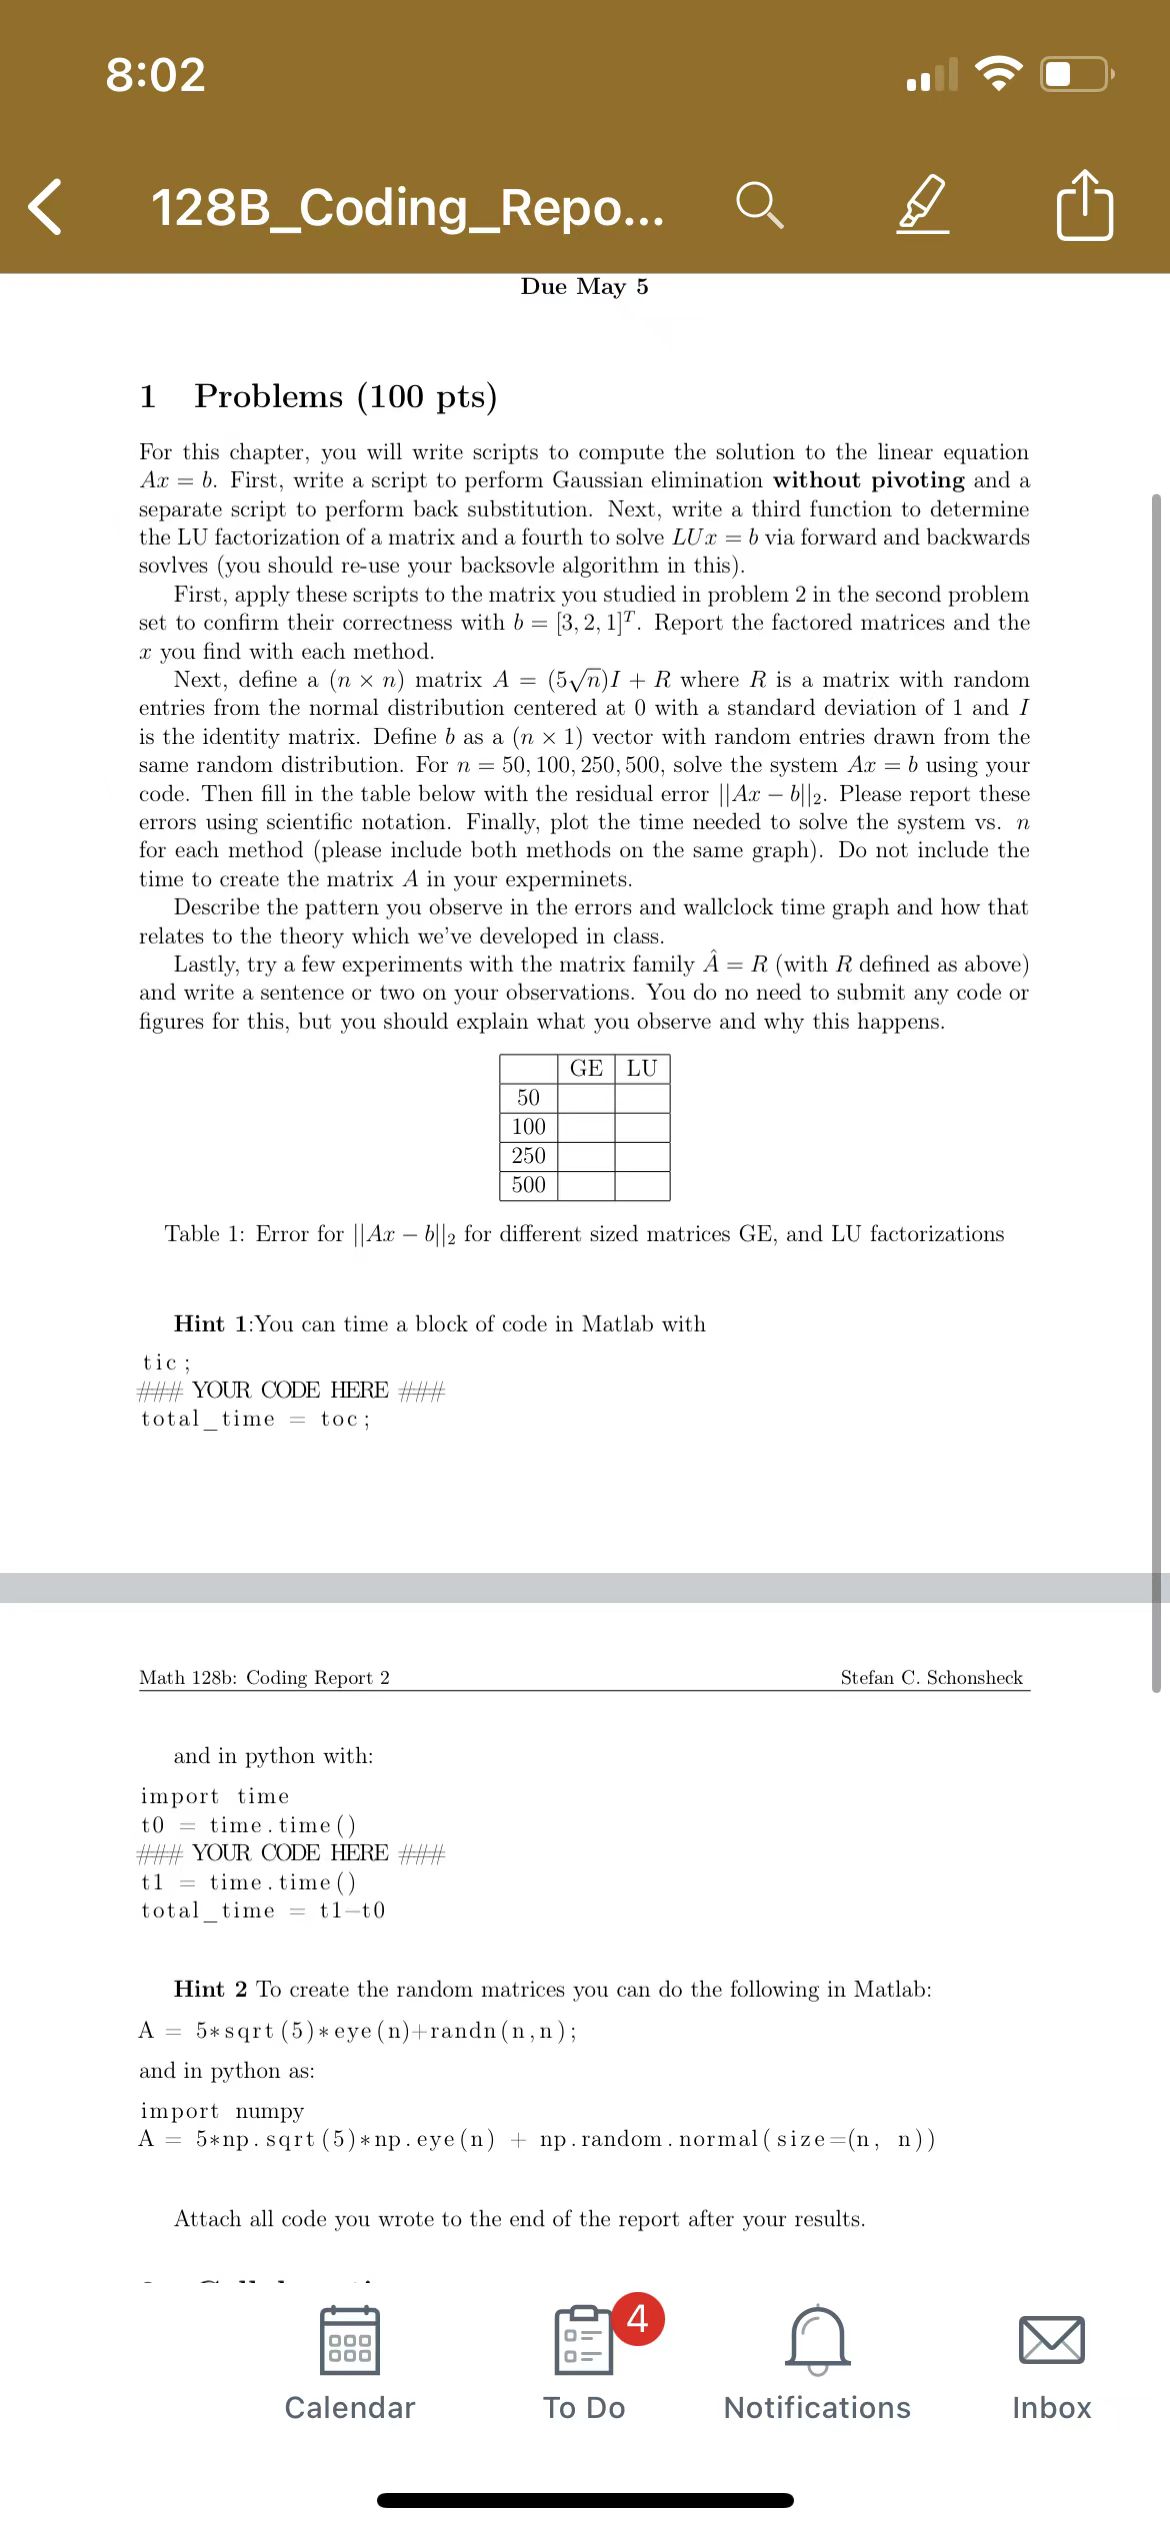 8:02
128B_Coding_Repo...
Due May 5
1 Problems (100 pts)
For this chapter, you will write scripts to compute the solution to the linear equation
Ax = b. First, write a script to perform Gaussian elimination without pivoting and a
separate script to perform back substitution. Next, write a third function to determine
the LU factorization of a matrix and a fourth to solve LUx = b via forward and backwards
sovlves (you should re-use your backsovle algorithm in this).
First, apply these scripts to the matrix you studied in problem 2 in the second problem
set to confirm their correctness with b = [3, 2, 1]ᵀ. Report the factored matrices and the
x you find with each method.
Next, define a (n × n) matrix A = (5√n)I + R where R is a matrix with random
entries from the normal distribution centered at 0 with a standard deviation of 1 and I
is the identity matrix. Define b as a (n × 1) vector with random entries drawn from the
same random distribution. For n = 50, 100, 250, 500, solve the system Ax = b using your
code. Then fill in the table below with the residual error ||Ax − b||₂. Please report these
errors using scientific notation. Finally, plot the time needed to solve the system vs. n
for each method (please include both methods on the same graph). Do not include the
time to create the matrix A in your experminets.
Describe the pattern you observe in the errors and wallclock time graph and how that
relates to the theory which we've developed in class.
Lastly, try a few experiments with the matrix family Â = R (with R defined as above)
and write a sentence or two on your observations. You do no need to submit any code or
figures for this, but you should explain what you observe and why this happens.
GE LU
50
100
250
500
Table 1: Error for ||Ax − b||₂ for different sized matrices GE, and LU factorizations
Hint 1:You can time a block of code in Matlab with
tic;
### YOUR CODE HERE ###
total_time = toc;
Math 128b: Coding Report 2 Stefan C. Schonsheck
and in python with:
import time
t0 = time.time()
### YOUR CODE HERE ###
t1 = time.time()
total_time = t1-t0
Hint 2 To create the random matrices you can do the following in Matlab:
A = 5*sqrt(5)*eye(n)+randn(n,n);
and in python as:
import numpy
A = 5*np.sqrt(5)*np.eye(n) + np.random.normal(size=(n, n))
Attach all code you wrote to the end of the report after your results.
4
Calendar To Do Notifications Inbox